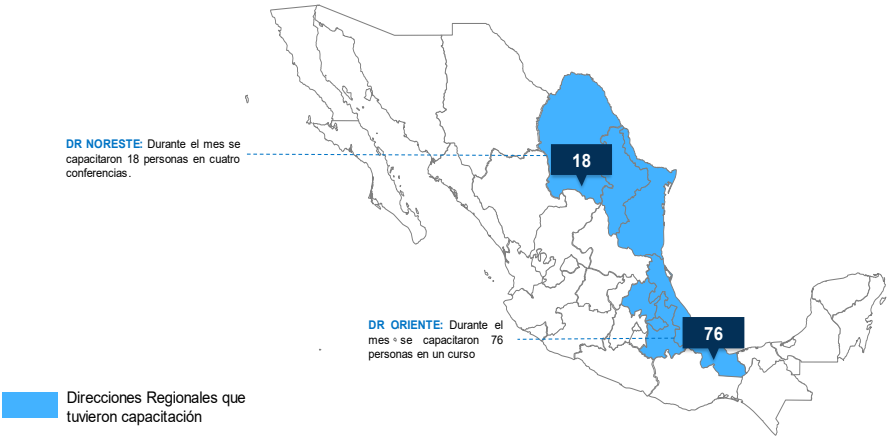 DR NORESTE: Durante el mes se
capacitaron 18 personas en cuatro
conferencias.
18
DR ORIENTE: Durante el
mes se capacitaron 76
personas en un curso
76
Direcciones Regionales que
tuvieron capacitación